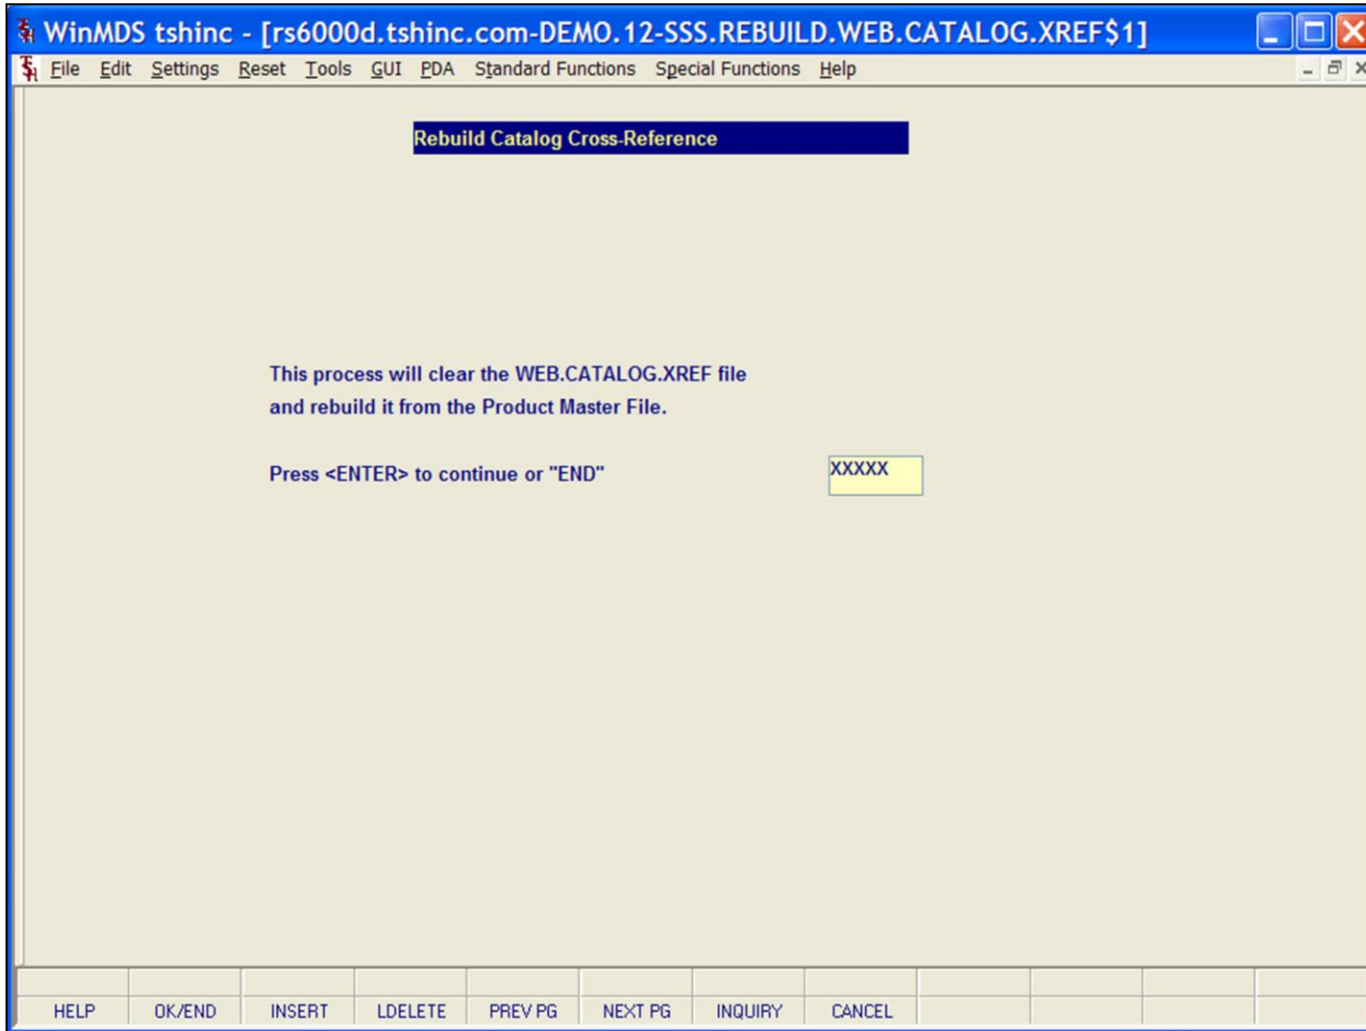 WinMDS tshinc - [rs6000d.tshinc.com-DEMO.12-SSS.REBUILD.WEB.CATALOG.XREF$1]
File Edit Settings Reset Tools GUI PDA Standard Functions Special Functions Help
Rebuild Catalog Cross-Reference
This process will clear the WEB.CATALOG.XREF file
and rebuild it from the Product Master File.
Press <ENTER> to continue or "END" XXXXX
HELP OK/END INSERT LDELETE PREV PG NEXT PG INQUIRY CANCEL